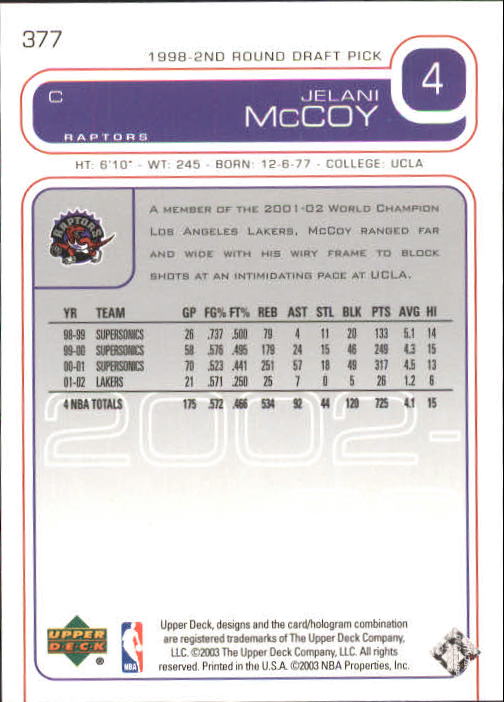 377
1998-2ND ROUND DRAFT PICK
4
C
JELANI
McCOY
RAPTORS
HT: 6'10" - WT: 245 - BORN: 12-6-77 - COLLEGE: UCLA
RAPTORS
A MEMBER OF THE 2001-02 WORLD CHAMPION
LOS ANGELES LAKERS, McCOY RANGED FAR
AND WIDE WITH HIS WIRY FRAME TO BLOCK
SHOTS AT AN INTIMIDATING PACE AT UCLA.
YR TEAM GP FG% FT% REB AST STL BLK PTS AVG HI
98-99 SUPERSONICS 26 .737 .500 79 4 11 20 133 5.1 14
99-00 SUPERSONICS 58 .576 .495 179 24 15 46 249 4.3 15
00-01 SUPERSONICS 70 .523 .441 251 57 18 49 317 4.5 13
01-02 LAKERS 21 .571 .250 25 7 0 5 26 1.2 6
4 NBA TOTALS 175 .572 .466 534 92 44 120 725 4.1 15
2002-
UPPER DECK ®
NBA
Upper Deck, designs and the card/hologram combination
are registered trademarks of The Upper Deck Company,
LLC. ©2003 The Upper Deck Company, LLC. All rights
reserved. Printed in the U.S.A. ©2003 NBA Properties, Inc.